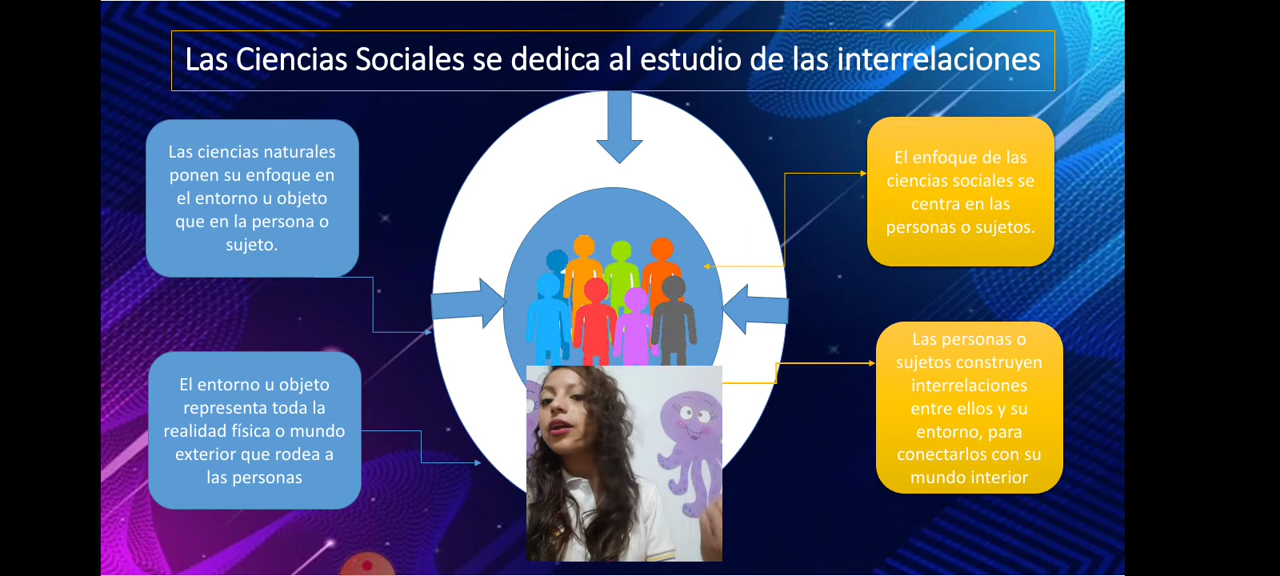 Las Ciencias Sociales se dedica al estudio de las interrelaciones
Las ciencias naturales
ponen su enfoque en
el entorno u objeto
que en la persona o
sujeto.
El entorno u objeto
representa toda la
realidad física o mundo
exterior que rodea a
las personas
El enfoque de las
ciencias sociales se
centra en las
personas o sujetos.
Las personas o
sujetos construyen
interrelaciones
entre ellos y su
entorno, para
conectarlos con su
mundo interior